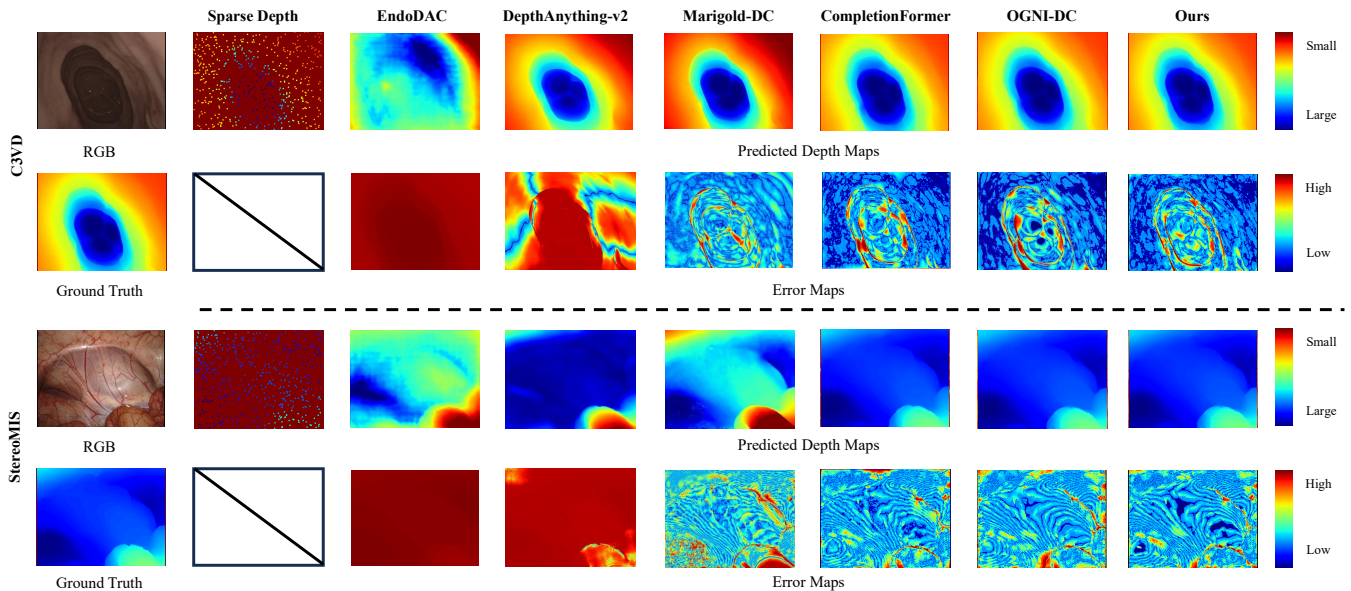 Sparse Depth EndoDAC DepthAnything-v2 Marigold-DC CompletionFormer OGNI-DC Ours
C3VD
Small
Large
RGB
Predicted Depth Maps
High
Low
Ground Truth
Error Maps
StereoMIS
Small
Large
RGB
Predicted Depth Maps
High
Low
Ground Truth
Error Maps